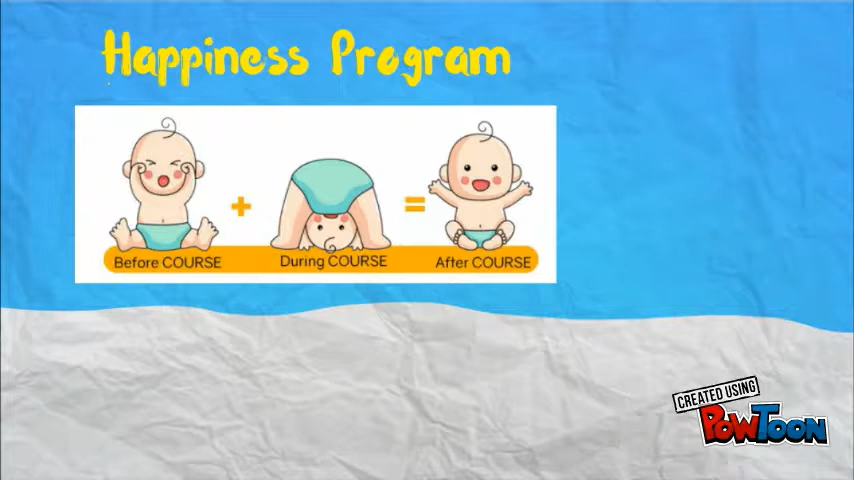 Happiness Program
+ =
Before COURSE During COURSE After COURSE
CREATED USING
POWTOON